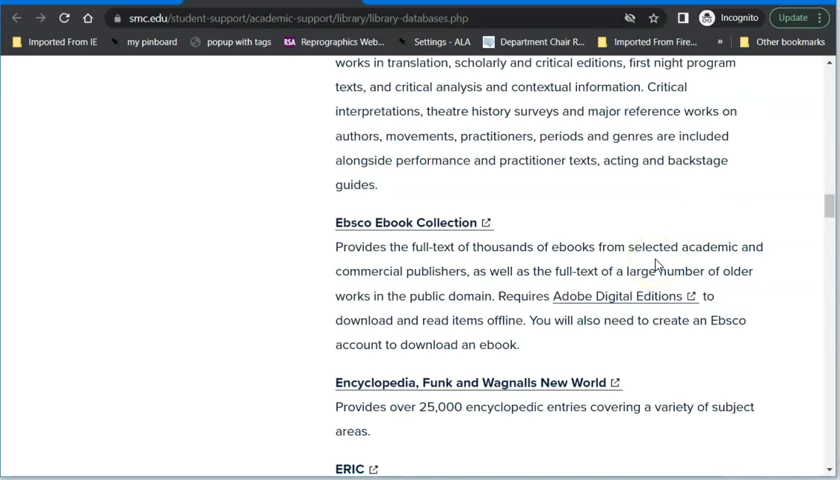 smc.edu/student-support/academic-support/library/library-databases.php
Incognito
Update
Imported From IE
my pinboard
popup with tags
RSA Reprographics Web...
Settings - ALA
Department Chair R...
Imported From Fire...
»
Other bookmarks
works in translation, scholarly and critical editions, first night program
texts, and critical analysis and contextual information. Critical
interpretations, theatre history surveys and major reference works on
authors, movements, practitioners, periods and genres are included
alongside performance and practitioner texts, acting and backstage
guides.
Ebsco Ebook Collection
Provides the full-text of thousands of ebooks from selected academic and
commercial publishers, as well as the full-text of a large number of older
works in the public domain. Requires Adobe Digital Editions to
download and read items offline. You will also need to create an Ebsco
account to download an ebook.
Encyclopedia, Funk and Wagnalls New World
Provides over 25,000 encyclopedic entries covering a variety of subject
areas.
ERIC